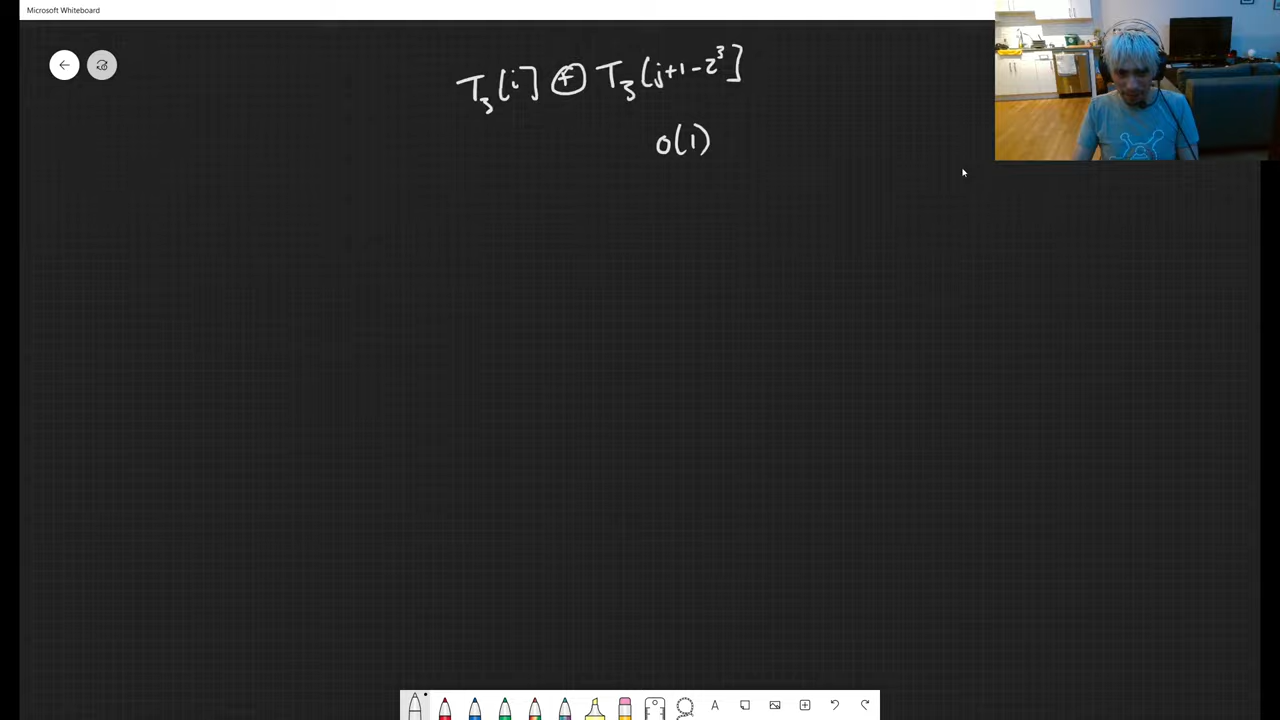 Microsoft Whiteboard
T₃[i] ⊕ T₃[j+1-2³]
O(1)
A